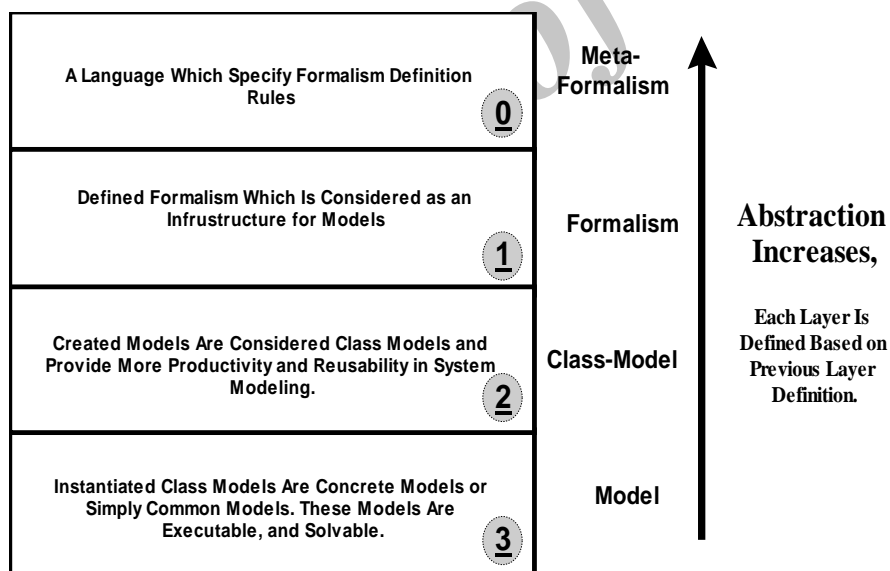 A Language Which Specify Formalism Definition
Rules
0
Meta-
Formalism
Defined Formalism Which Is Considered as an
Infrustructure for Models
1
Formalism
Created Models Are Considered Class Models and
Provide More Productivity and Reusability in System
Modeling.
2
Class-Model
Instantiated Class Models Are Concrete Models or
Simply Common Models. These Models Are
Executable, and Solvable.
3
Model
Abstraction
Increases,
Each Layer Is
Defined Based on
Previous Layer
Definition.